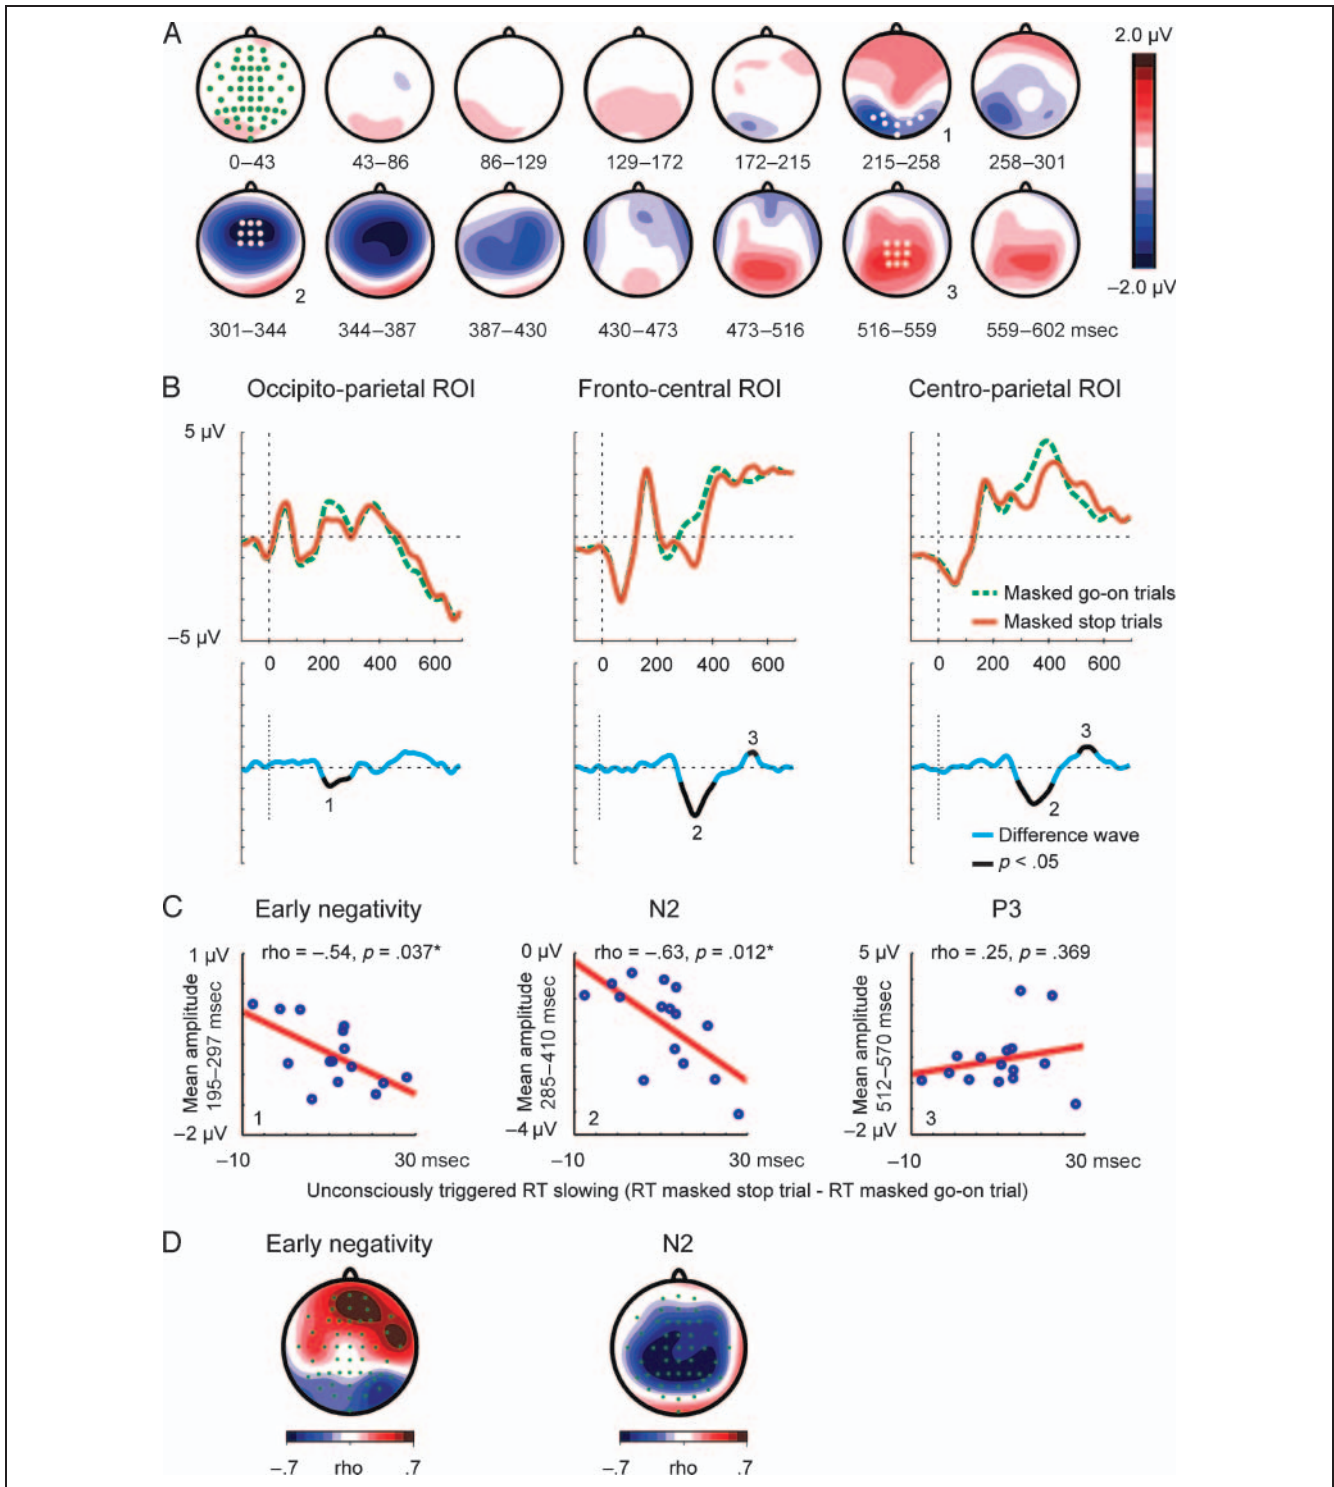 A
2.0 µV
0–43 43–86 86–129 129–172 172–215 215–258 1 258–301
−2.0 µV
2 3
301–344 344–387 387–430 430–473 473–516 516–559 559–602 msec
B Occipito-parietal ROI Fronto-central ROI Centro-parietal ROI
5 µV
Masked go-on trials
Masked stop trials
−5 µV
0 200 400 600 0 200 400 600 0 200 400 600
3 3
1 2 2
Difference wave
p < .05
C Early negativity N2 P3
1 µV rho = −.54, p = .037* 0 µV rho = −.63, p = .012* 5 µV rho = .25, p = .369
Mean amplitude
195–297 msec
Mean amplitude
285–410 msec
Mean amplitude
512–570 msec
1 2 3
−2 µV −4 µV −2 µV
−10 30 msec −10 30 msec −10 30 msec
Unconsciously triggered RT slowing (RT masked stop trial - RT masked go-on trial)
D Early negativity N2
−.7 rho .7 −.7 rho .7